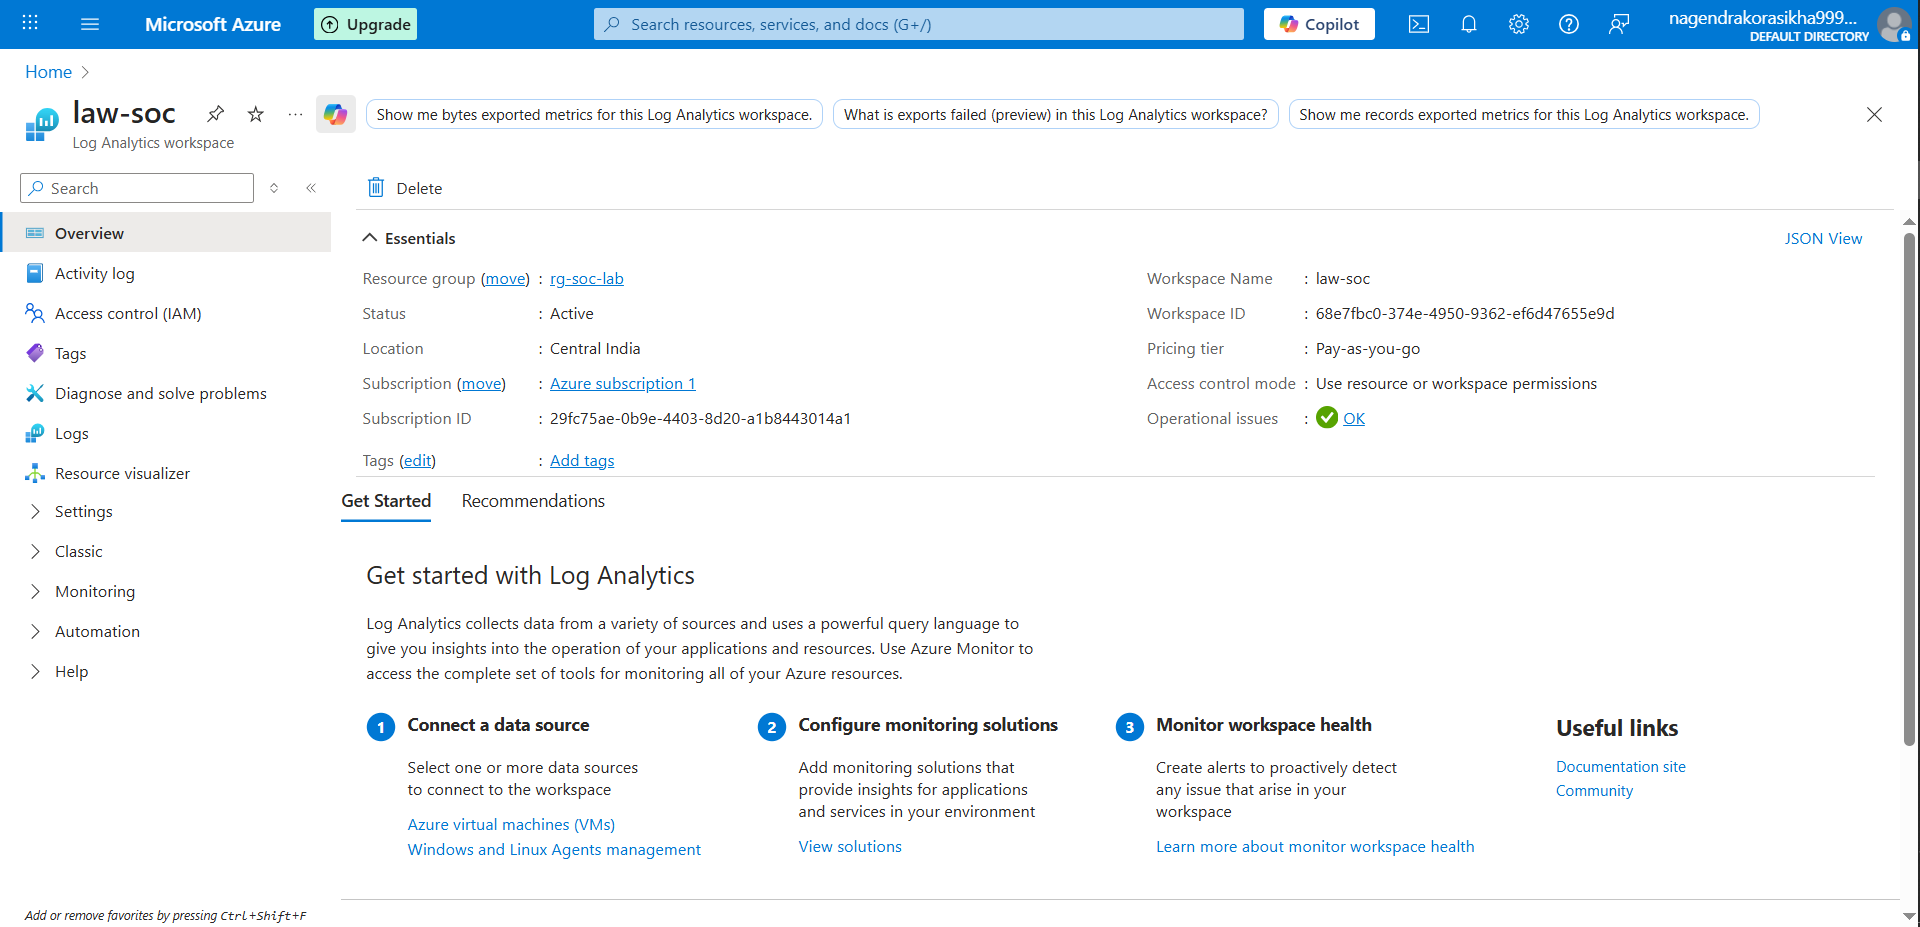 Microsoft Azure
Upgrade
Search resources, services, and docs (G+/)
Copilot
nagendrakorasikha999...
DEFAULT DIRECTORY
Home
law-soc
Log Analytics workspace
Show me bytes exported metrics for this Log Analytics workspace.
What is exports failed (preview) in this Log Analytics workspace?
Show me records exported metrics for this Log Analytics workspace.
Search
Overview
Activity log
Access control (IAM)
Tags
Diagnose and solve problems
Logs
Resource visualizer
Settings
Classic
Monitoring
Automation
Help
Add or remove favorites by pressing Ctrl+Shift+F
Delete
Essentials
JSON View
Resource group (move) : rg-soc-lab
Status : Active
Location : Central India
Subscription (move) : Azure subscription 1
Subscription ID : 29fc75ae-0b9e-4403-8d20-a1b8443014a1
Tags (edit) : Add tags
Workspace Name : law-soc
Workspace ID : 68e7fbc0-374e-4950-9362-ef6d47655e9d
Pricing tier : Pay-as-you-go
Access control mode : Use resource or workspace permissions
Operational issues : OK
Get Started
Recommendations
Get started with Log Analytics
Log Analytics collects data from a variety of sources and uses a powerful query language to
give you insights into the operation of your applications and resources. Use Azure Monitor to
access the complete set of tools for monitoring all of your Azure resources.
1 Connect a data source
Select one or more data sources
to connect to the workspace
Azure virtual machines (VMs)
Windows and Linux Agents management
2 Configure monitoring solutions
Add monitoring solutions that
provide insights for applications
and services in your environment
View solutions
3 Monitor workspace health
Create alerts to proactively detect
any issue that arise in your
workspace
Learn more about monitor workspace health
Useful links
Documentation site
Community